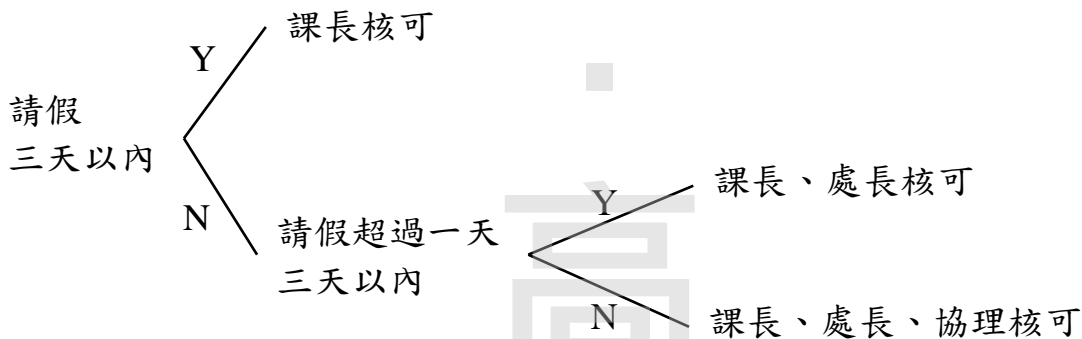 課長核可
Y
請假
三天以內
N
請假超過一天
三天以內
Y
課長、處長核可
N
課長、處長、協理核可